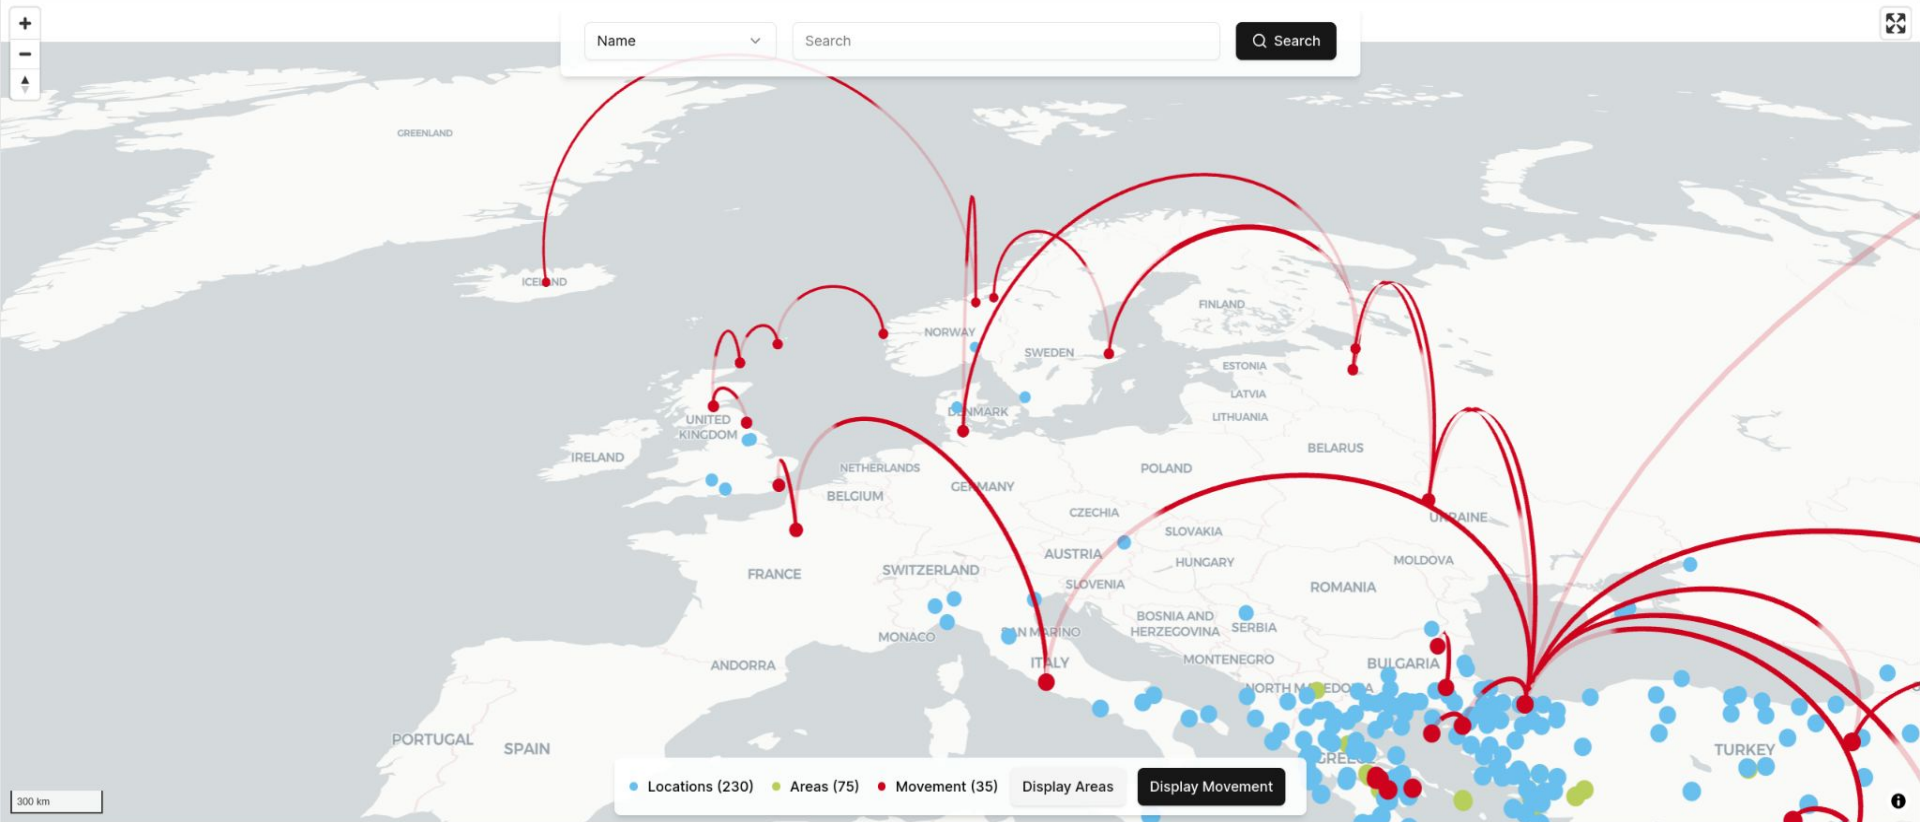 Name
Search
Search
GREENLAND
ICELAND
FINLAND
NORWAY
SWEDEN
ESTONIA
LATVIA
DENMARK
LITHUANIA
UNITED
KINGDOM
BELARUS
IRELAND
NETHERLANDS
POLAND
GERMANY
BELGIUM
CZECHIA
UKRAINE
SLOVAKIA
AUSTRIA
MOLDOVA
HUNGARY
SWITZERLAND
FRANCE
SLOVENIA
ROMANIA
BOSNIA AND
HERZEGOVINA
SERBIA
SAN MARINO
MONACO
MONTENEGRO
ITALY
BULGARIA
ANDORRA
NORTH MACEDONIA
PORTUGAL
SPAIN
TURKEY
GREECE
Locations (230)
Areas (75)
Movement (35)
Display Areas
Display Movement
300 km